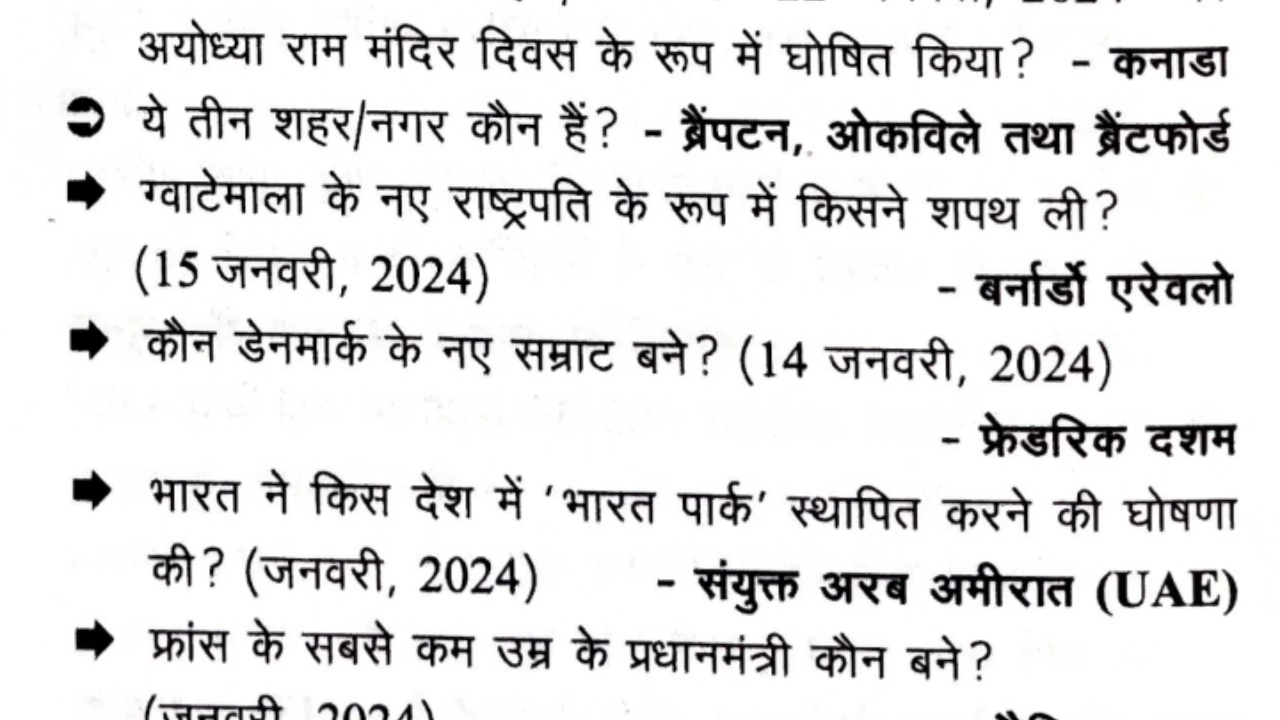 अयोध्या राम मंदिर दिवस के रूप में घोषित किया? - कनाडा
ये तीन शहर/नगर कौन हैं? - ब्रैंपटन, ओकविले तथा ब्रैंटफोर्ड
ग्वाटेमाला के नए राष्ट्रपति के रूप में किसने शपथ ली?
(15 जनवरी, 2024) - बर्नार्डो एरेवलो
कौन डेनमार्क के नए सम्राट बने? (14 जनवरी, 2024)
- फ्रेडरिक दशम
भारत ने किस देश में 'भारत पार्क' स्थापित करने की घोषणा
की? (जनवरी, 2024) - संयुक्त अरब अमीरात (UAE)
फ्रांस के सबसे कम उम्र के प्रधानमंत्री कौन बने?
(जनवरी, 2024)